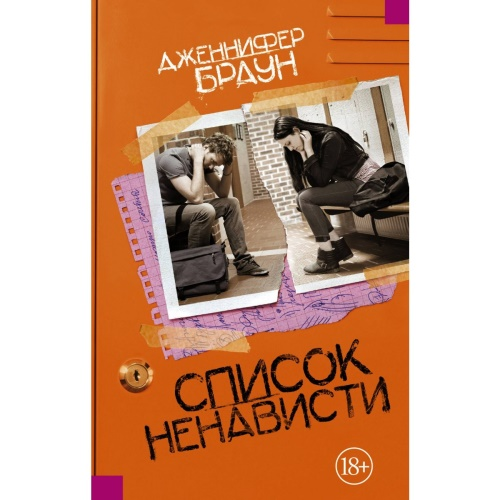 ДЖЕННИФЕР
БРАУН
СПИСОК
НЕНАВИСТИ
18+